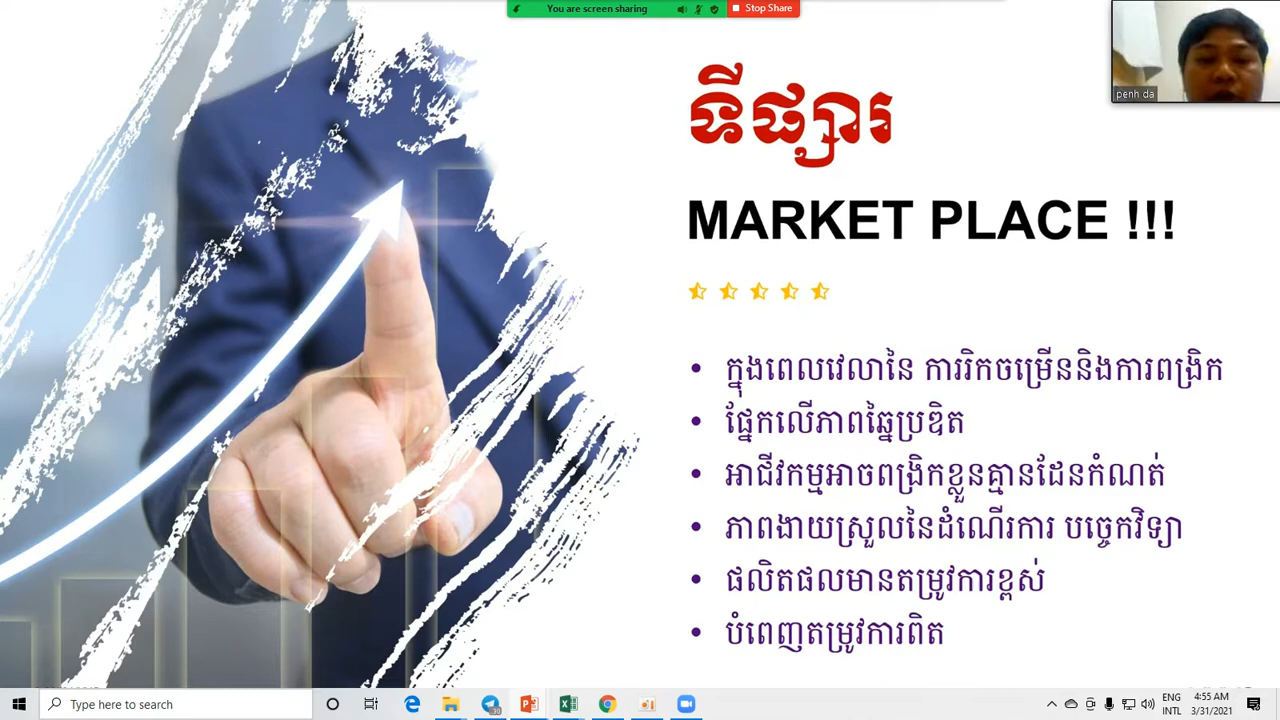 You are screen sharing
Stop Share
penh da
ទីផ្សារ
MARKET PLACE !!!
• ក្នុងពេលវេលានៃ ការរីកចម្រើននិងការពង្រីក
• ផ្អែកលើភាពឆ្នៃប្រឌិត
• អាជីវកម្មអាចពង្រីកខ្លួនគ្មានដែនកំណត់
• ភាពងាយស្រួលនៃដំណើរការ បច្ចេកវិទ្យា
• ផលិតផលមានតម្រូវការខ្ពស់
• បំពេញតម្រូវការពិត
Type here to search
30
ENG
INTL
4:55 AM
3/31/2021